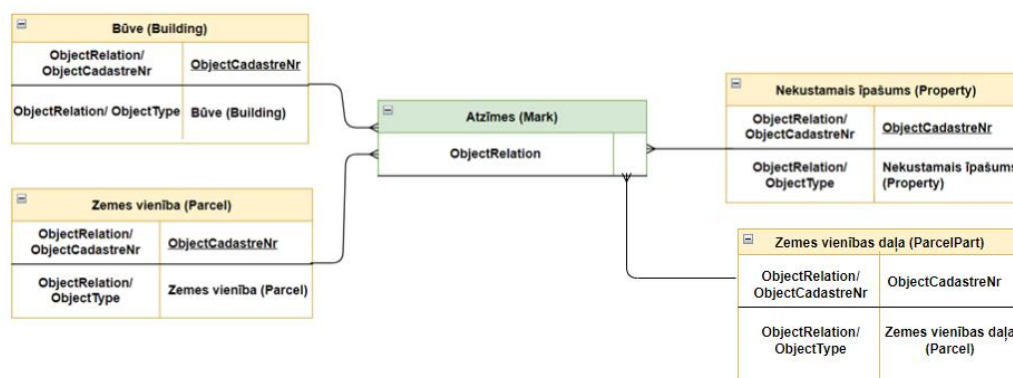 Būve (Building)
ObjectRelation/
ObjectCadastreNr
ObjectCadastreNr
ObjectRelation/ ObjectType
Būve (Building)
Zemes vienība (Parcel)
ObjectRelation/
ObjectCadastreNr
ObjectCadastreNr
ObjectRelation/
ObjectType
Zemes vienība (Parcel)
Atzīmes (Mark)
ObjectRelation
Nekustamais īpašums (Property)
ObjectRelation/
ObjectCadastreNr
ObjectCadastreNr
ObjectRelation/
ObjectType
Nekustamais īpašums
(Property)
Zemes vienības daļa (ParcelPart)
ObjectRelation/
ObjectCadastreNr
ObjectCadastreNr
ObjectRelation/
ObjectType
Zemes vienības daļa
(Parcel)